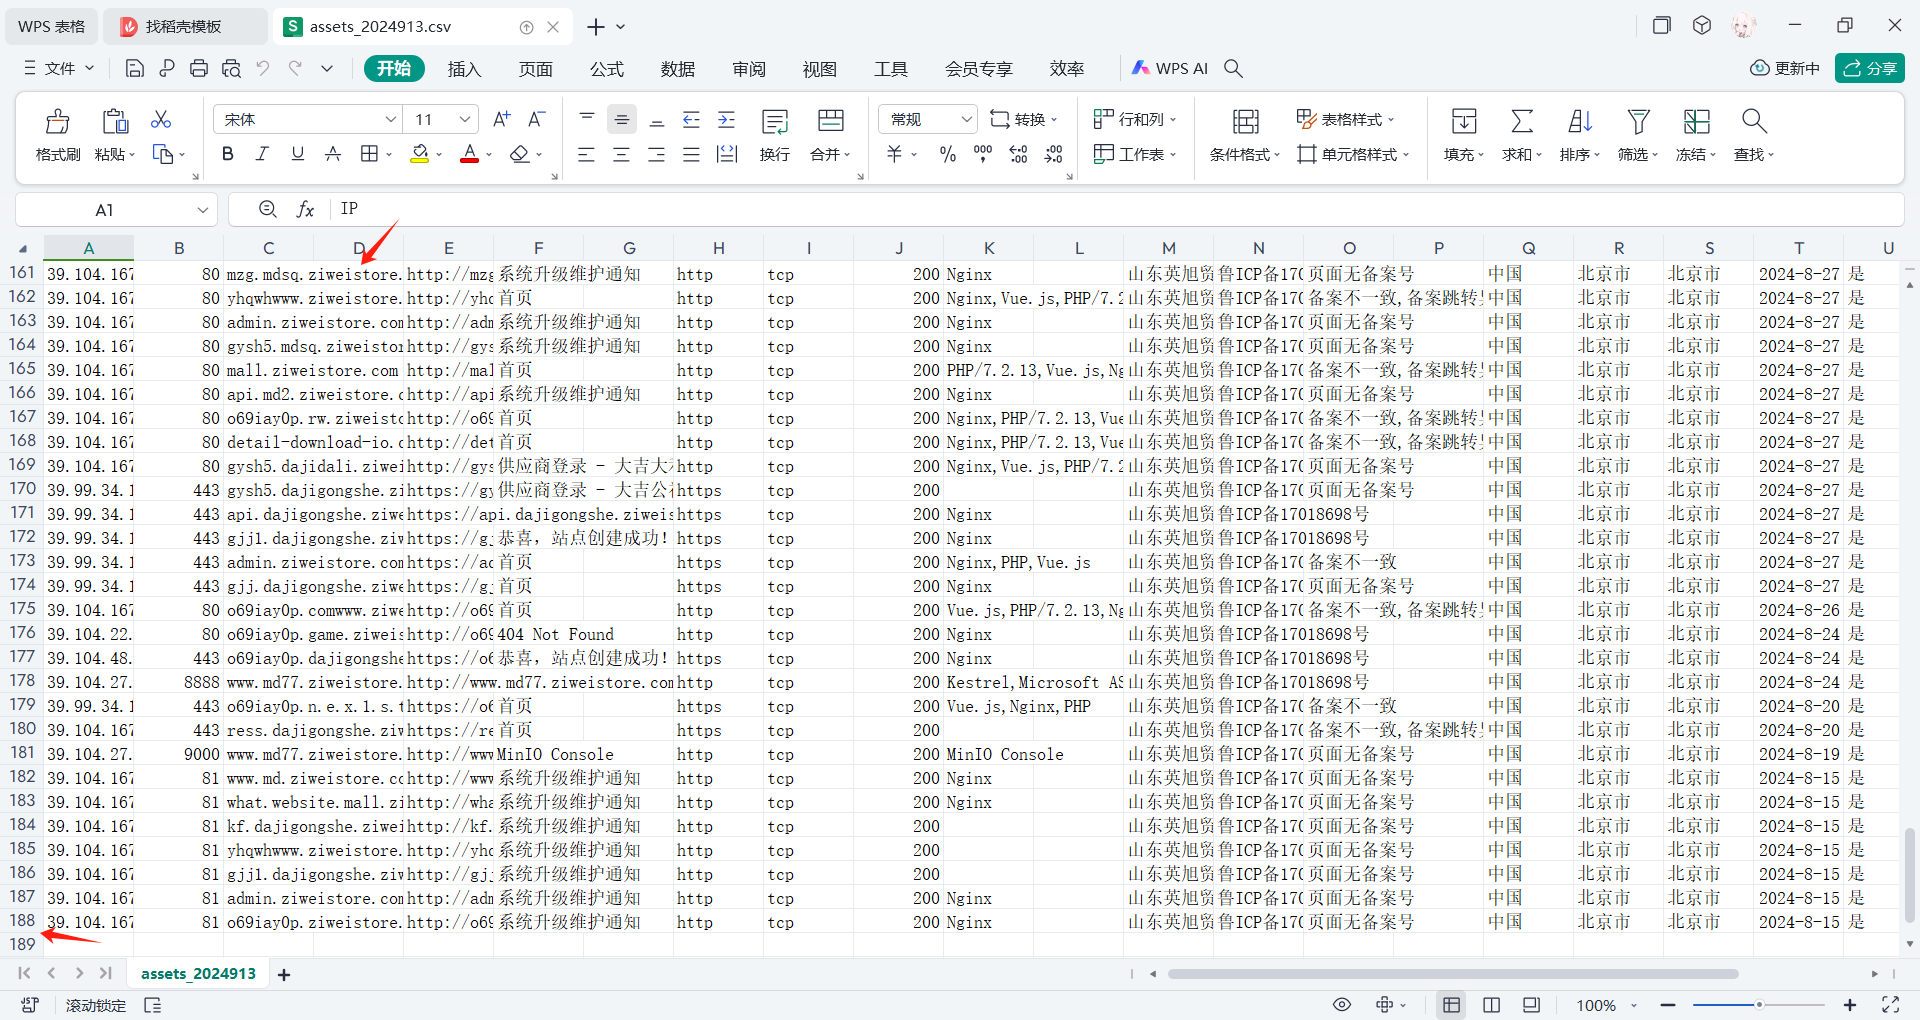 WPS 表格 找稻壳模板 assets_2024913.csv
文件 开始 插入 页面 公式 数据 审阅 视图 工具 会员专享 效率 WPS AI 更新中 分享
宋体 11 常规 转换 行和列 表格样式
格式刷 粘贴 换行 合并 工作表 条件格式 单元格样式 填充 求和 排序 筛选 冻结 查找
A1 fx IP
A B C D E F G H I J K L M N O P Q R S T U
161 39.104.167 80 mzg.mdsq.ziweistore. http://mzg 系统升级维护通知 http tcp 200 Nginx 山东英旭贸 鲁ICP备170 页面无备案号 中国 北京市 北京市 2024-8-27 是
162 39.104.167 80 yhqwhwww.ziweistore. http://yhq 首页 http tcp 200 Nginx,Vue.js,PHP/7.2 山东英旭贸 鲁ICP备170 备案不一致,备案跳转 中国 北京市 北京市 2024-8-27 是
163 39.104.167 80 admin.ziweistore.com http://adm 系统升级维护通知 http tcp 200 Nginx 山东英旭贸 鲁ICP备170 页面无备案号 中国 北京市 北京市 2024-8-27 是
164 39.104.167 80 gysh5.mdsq.ziweistor http://gys 系统升级维护通知 http tcp 200 Nginx 山东英旭贸 鲁ICP备170 页面无备案号 中国 北京市 北京市 2024-8-27 是
165 39.104.167 80 mall.ziweistore.com http://mal 首页 http tcp 200 PHP/7.2.13,Vue.js,Ng 山东英旭贸 鲁ICP备170 备案不一致,备案跳转 中国 北京市 北京市 2024-8-27 是
166 39.104.167 80 api.md2.ziweistore.c http://api 系统升级维护通知 http tcp 200 Nginx 山东英旭贸 鲁ICP备170 页面无备案号 中国 北京市 北京市 2024-8-27 是
167 39.104.167 80 o69iay0p.rw.ziweisto http://o69 首页 http tcp 200 Nginx,PHP/7.2.13,Vue 山东英旭贸 鲁ICP备170 备案不一致,备案跳转 中国 北京市 北京市 2024-8-27 是
168 39.104.167 80 detail-download-io.c http://det 首页 http tcp 200 Nginx,PHP/7.2.13,Vue 山东英旭贸 鲁ICP备170 备案不一致,备案跳转 中国 北京市 北京市 2024-8-27 是
169 39.104.167 80 gysh5.dajidali.ziwei http://gys 供应商登录 - 大吉大利 http tcp 200 Nginx,Vue.js,PHP/7.2 山东英旭贸 鲁ICP备170 页面无备案号 中国 北京市 北京市 2024-8-27 是
170 39.99.34.1 443 gysh5.dajigongshe.zi https://gy 供应商登录 - 大吉公社 https tcp 200 山东英旭贸 鲁ICP备170 页面无备案号 中国 北京市 北京市 2024-8-27 是
171 39.99.34.1 443 api.dajigongshe.ziwe https://api.dajigongshe.ziweis https tcp 200 Nginx 山东英旭贸 鲁ICP备17018698号 中国 北京市 北京市 2024-8-27 是
172 39.99.34.1 443 gjj1.dajigongshe.ziw https://gj 恭喜，站点创建成功！ https tcp 200 Nginx 山东英旭贸 鲁ICP备17018698号 中国 北京市 北京市 2024-8-27 是
173 39.99.34.1 443 admin.ziweistore.com https://ad 首页 https tcp 200 Nginx,PHP,Vue.js 山东英旭贸 鲁ICP备170 备案不一致 中国 北京市 北京市 2024-8-27 是
174 39.99.34.1 443 gjj.dajigongshe.ziwe https://gj 首页 https tcp 200 Nginx 山东英旭贸 鲁ICP备170 页面无备案号 中国 北京市 北京市 2024-8-27 是
175 39.104.167 80 o69iay0p.comwww.ziwe http://o69 首页 http tcp 200 Vue.js,PHP/7.2.13,Ng 山东英旭贸 鲁ICP备170 备案不一致,备案跳转 中国 北京市 北京市 2024-8-26 是
176 39.104.22. 80 o69iay0p.game.ziweis http://o69 404 Not Found http tcp 200 Nginx 山东英旭贸 鲁ICP备17018698号 中国 北京市 北京市 2024-8-24 是
177 39.104.48. 443 o69iay0p.dajigongshe https://o6 恭喜，站点创建成功！ https tcp 200 Nginx 山东英旭贸 鲁ICP备17018698号 中国 北京市 北京市 2024-8-24 是
178 39.104.27. 8888 www.md77.ziweistore. http://www.md77.ziweistore.com http tcp 200 Kestrel,Microsoft AS 山东英旭贸 鲁ICP备17018698号 中国 北京市 北京市 2024-8-24 是
179 39.99.34.1 443 o69iay0p.n.e.x.l.s.t https://o6 首页 https tcp 200 Vue.js,Nginx,PHP 山东英旭贸 鲁ICP备170 备案不一致 中国 北京市 北京市 2024-8-20 是
180 39.104.167 443 ress.dajigongshe.ziw https://re 首页 https tcp 200 山东英旭贸 鲁ICP备170 备案不一致,备案跳转 中国 北京市 北京市 2024-8-20 是
181 39.104.27. 9000 www.md77.ziweistore. http://www MinIO Console http tcp 200 MinIO Console 山东英旭贸 鲁ICP备170 页面无备案号 中国 北京市 北京市 2024-8-19 是
182 39.104.167 81 www.md.ziweistore.co http://www 系统升级维护通知 http tcp 200 Nginx 山东英旭贸 鲁ICP备170 页面无备案号 中国 北京市 北京市 2024-8-15 是
183 39.104.167 81 what.website.mall.zi http://wha 系统升级维护通知 http tcp 200 Nginx 山东英旭贸 鲁ICP备170 页面无备案号 中国 北京市 北京市 2024-8-15 是
184 39.104.167 81 kf.dajigongshe.ziwei http://kf. 系统升级维护通知 http tcp 200 山东英旭贸 鲁ICP备170 页面无备案号 中国 北京市 北京市 2024-8-15 是
185 39.104.167 81 yhqwhwww.ziweistore. http://yhq 系统升级维护通知 http tcp 200 山东英旭贸 鲁ICP备170 页面无备案号 中国 北京市 北京市 2024-8-15 是
186 39.104.167 81 gjj1.dajigongshe.ziw http://gjj 系统升级维护通知 http tcp 200 山东英旭贸 鲁ICP备170 页面无备案号 中国 北京市 北京市 2024-8-15 是
187 39.104.167 81 admin.ziweistore.com http://adm 系统升级维护通知 http tcp 200 Nginx 山东英旭贸 鲁ICP备170 页面无备案号 中国 北京市 北京市 2024-8-15 是
188 39.104.167 81 o69iay0p.ziweistore. http://o69 系统升级维护通知 http tcp 200 Nginx 山东英旭贸 鲁ICP备170 页面无备案号 中国 北京市 北京市 2024-8-15 是
189
assets_2024913
滚动锁定 100%